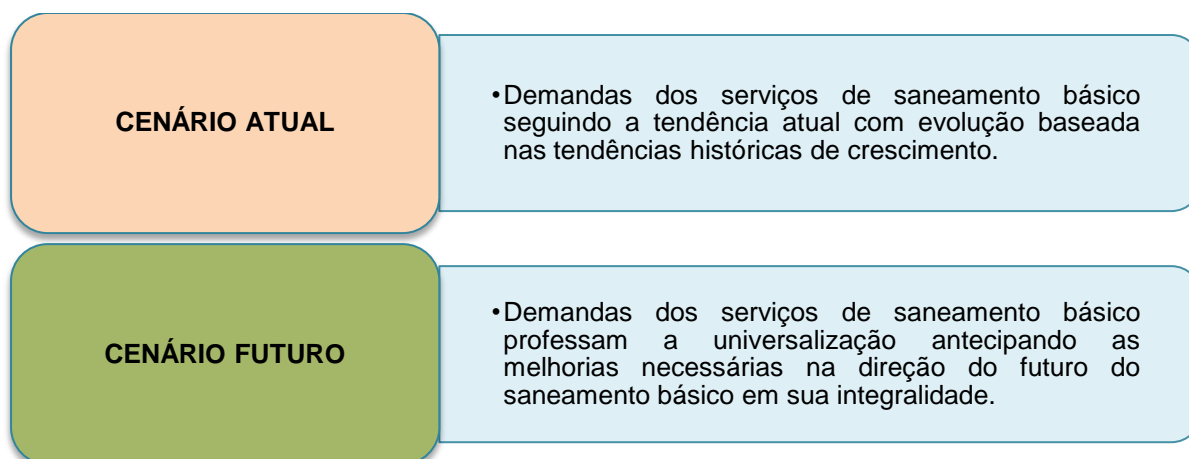 CENÁRIO ATUAL
•Demandas dos serviços de saneamento básico
seguindo a tendência atual com evolução baseada
nas tendências históricas de crescimento.
CENÁRIO FUTURO
•Demandas dos serviços de saneamento básico
professam a universalização antecipando as
melhorias necessárias na direção do futuro do
saneamento básico em sua integralidade.